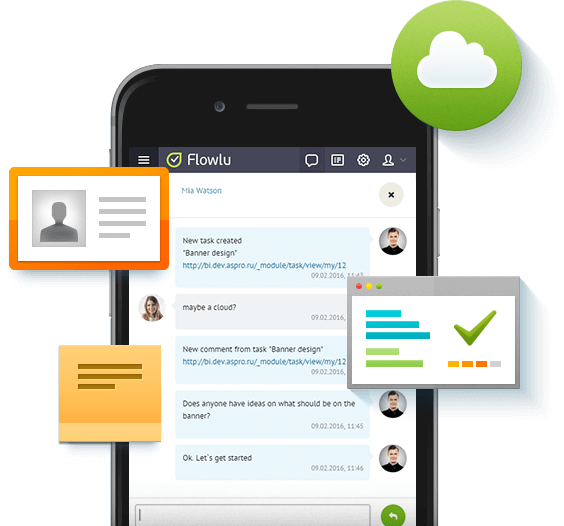 Flowlu
Mia Watson
New task created
"Banner design"
http://bi.dev.aspro.ru/_module/task/view/my/12
09.02.2016, 11:43
maybe a cloud?
09.02.2016,
New comment from task "Banner design"
http://bi.dev.aspro.ru/_module/task/view/my/12
09.02.2016,
Does anyone have ideas on what should be on the
banner?
09.02.2016, 11:45
Ok. Let`s get started
09.02.2016, 11:46